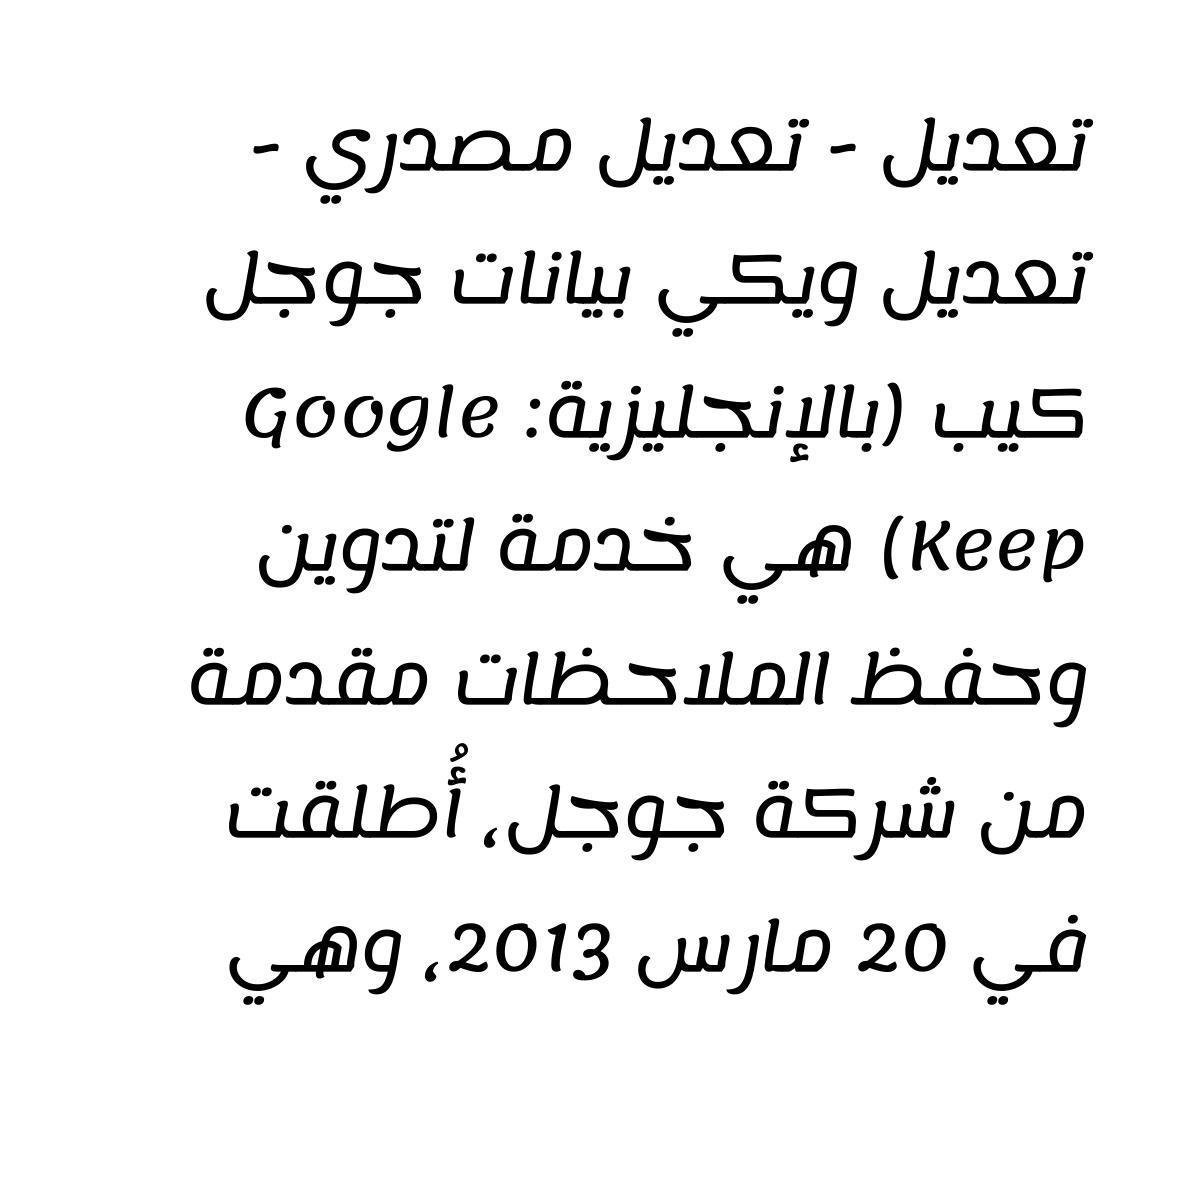 تعديل - تعديل مصدري -
تعديل ويكي بيانات جوجل
كيب (بالإنجليزية: Google
Keep) هي خدمة لتدوين
وحفظ الملاحظات مقدمة
من شركة جوجل، أُطلقت
في 20 مارس 2013، وهي